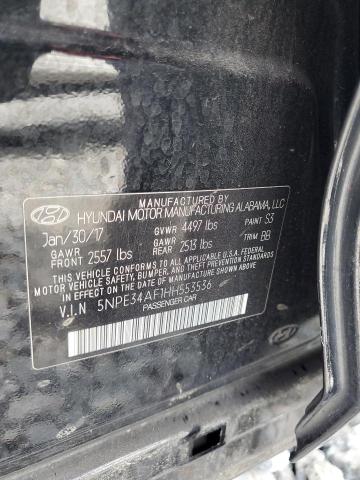 MANUFACTURED BY
HYUNDAI MOTOR MANUFACTURING ALABAMA, LLC
Jan/30/17 GVWR 4497 lbs PAINT S3
GAWR FRONT 2557 lbs GAWR REAR 2513 lbs TRIM BB
THIS VEHICLE CONFORMS TO ALL APPLICABLE U.S. FEDERAL
MOTOR VEHICLE SAFETY, BUMPER, AND THEFT PREVENTION
STANDARDS IN EFFECT ON THE DATE OF MANUFACTURE SHOWN ABOVE.
V.I.N 5NPE34AF1HH553536
PASSENGER CAR